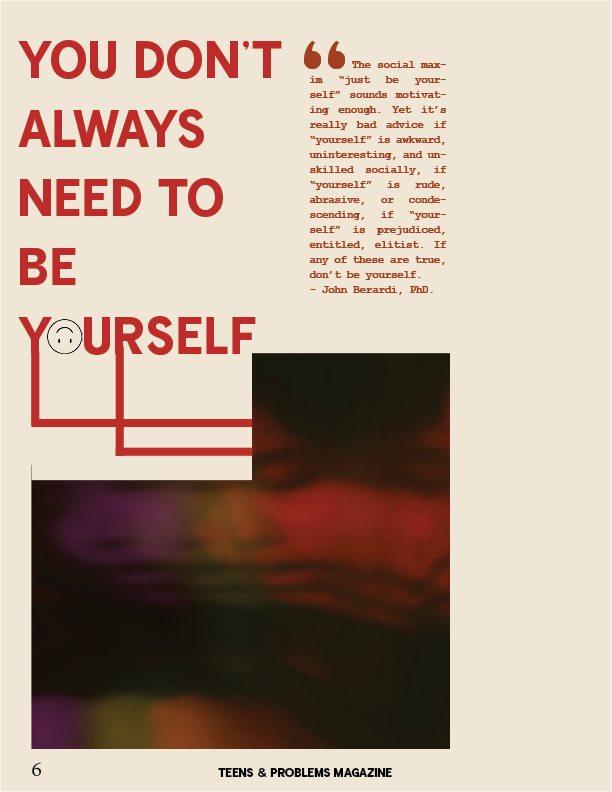 YOU DON'T
ALWAYS
NEED TO
BE
YOURSELF
“ The social max-
im “just be your-
self” sounds motivat-
ing enough. Yet it’s
really bad advice if
“yourself” is awkward,
uninteresting, and un-
skilled socially, if
“yourself” is rude,
abrasive, or conde-
scending, if “your-
self” is prejudiced,
entitled, elitist. If
any of these are true,
don’t be yourself.
– John Berardi, PhD.
6
TEENS & PROBLEMS MAGAZINE